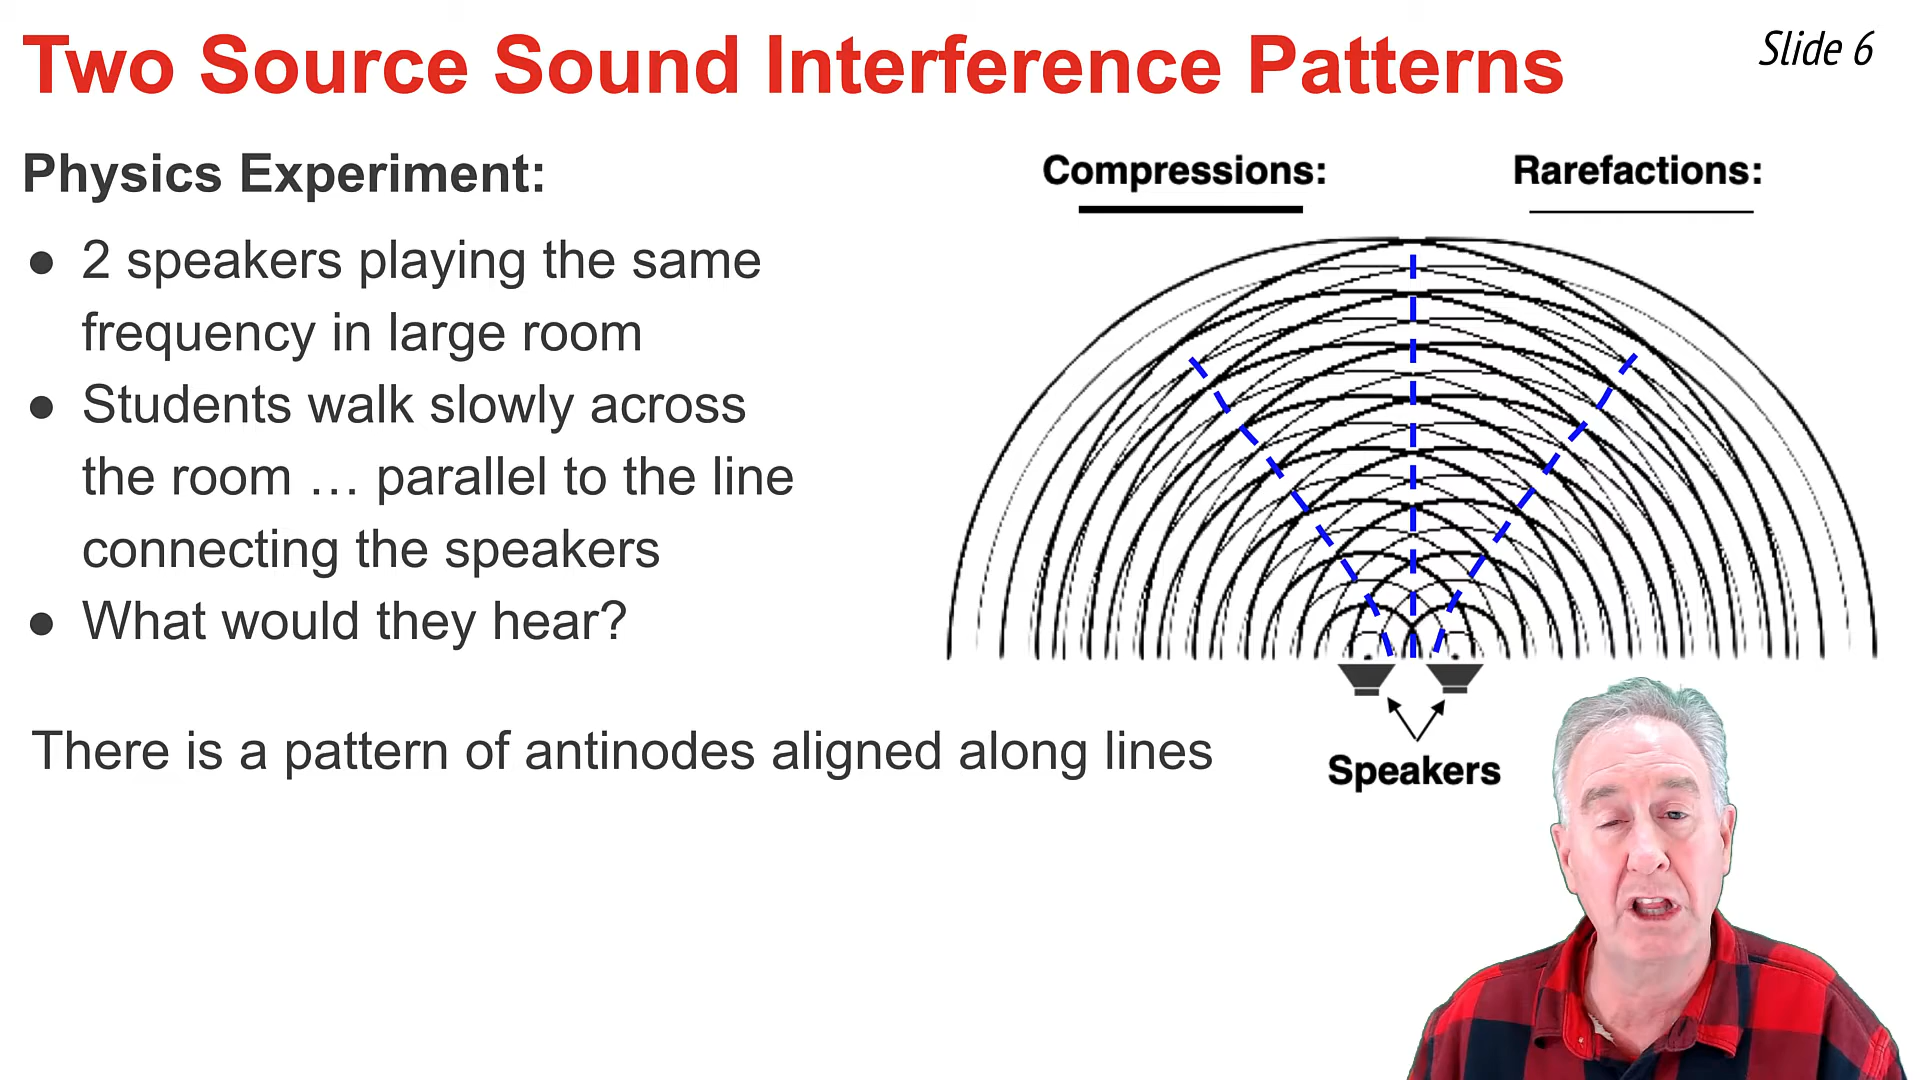 Two Source Sound Interference Patterns
Slide 6
Physics Experiment:
● 2 speakers playing the same
frequency in large room
● Students walk slowly across
the room … parallel to the line
connecting the speakers
● What would they hear?
There is a pattern of antinodes aligned along lines
Compressions:
Rarefactions:
Speakers